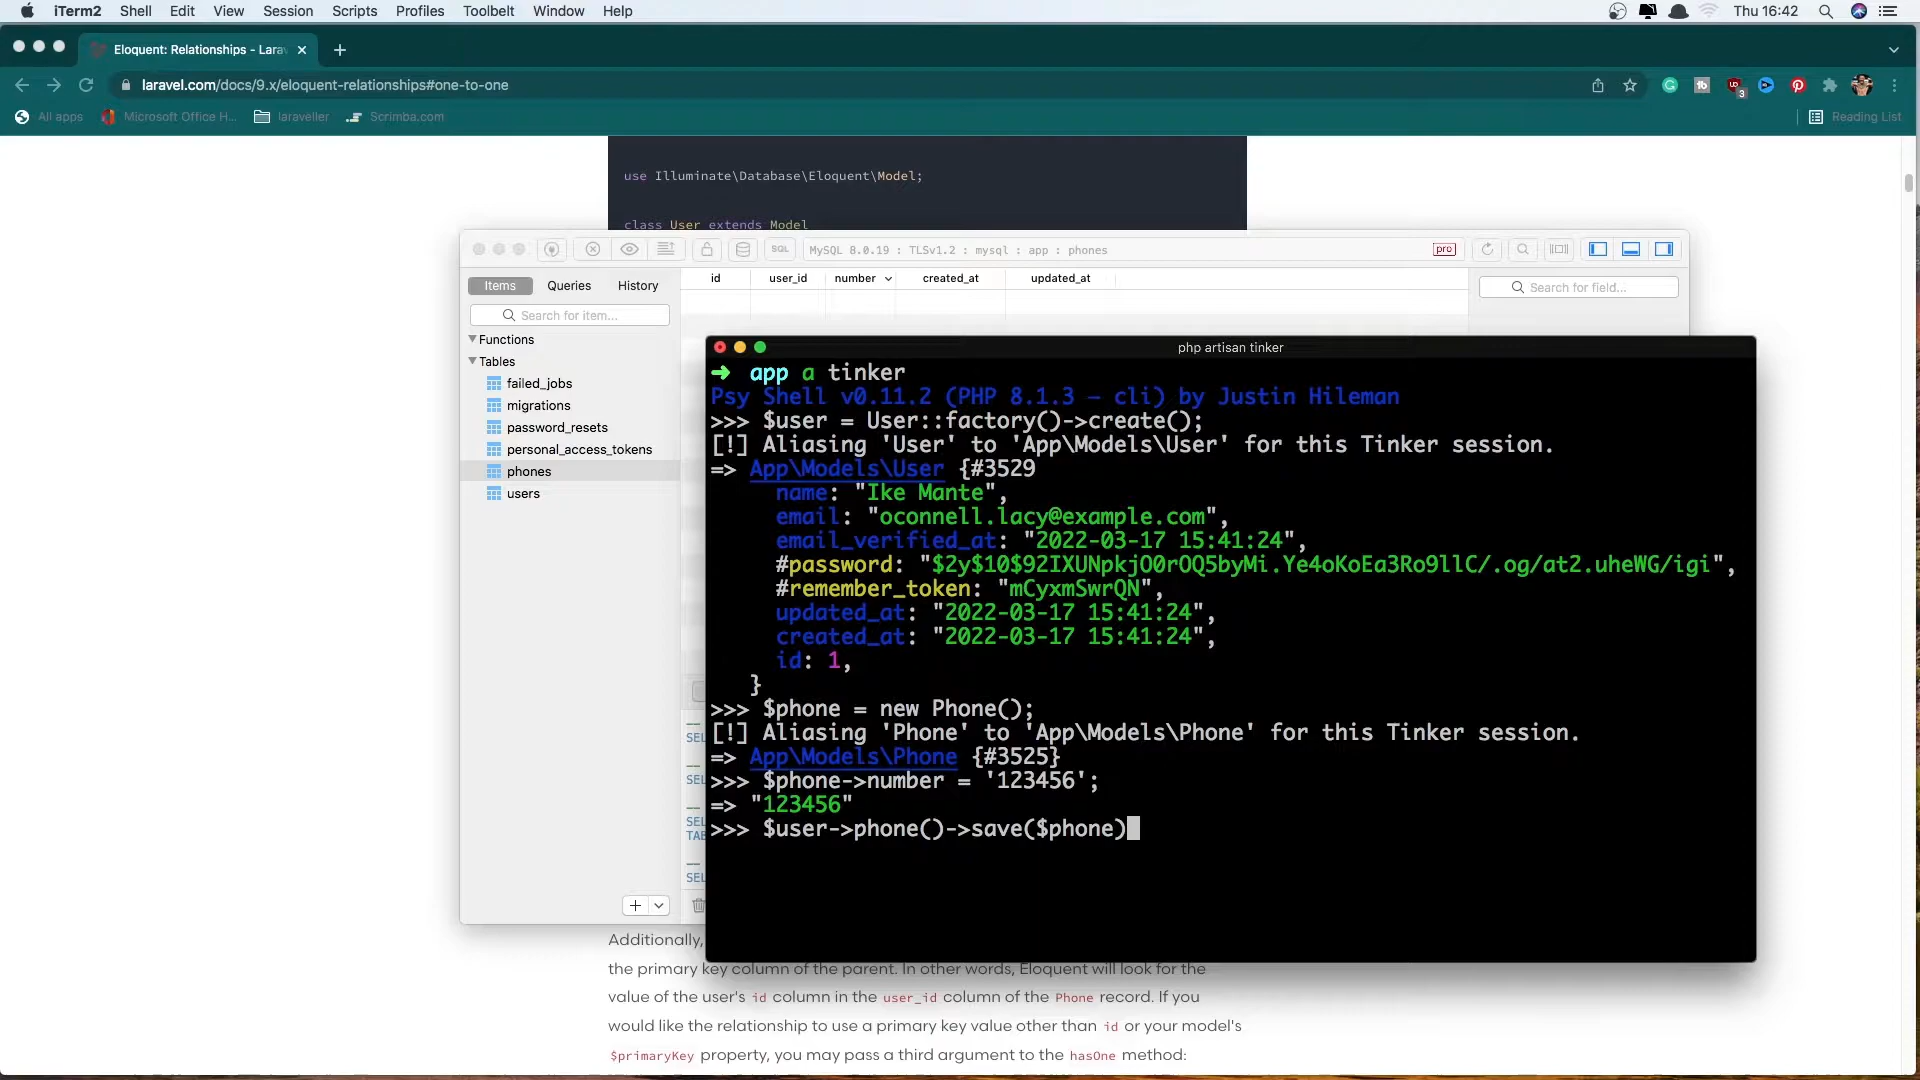 iTerm2 Shell Edit View Session Scripts Profiles Toolbelt Window Help Thu 16:42
Eloquent: Relationships - Lara
laravel.com/docs/9.x/eloquent-relationships#one-to-one
3
All apps Microsoft Office H... laraveller Scrimba.com Reading List
use Illuminate\Database\Eloquent\Model;
class User extends Model
SQL MySQL 8.0.19 : TLSv1.2 : mysql : app : phones pro
Items Queries History
id user_id number created_at updated_at
Search for field...
Search for item...
Functions
Tables
failed_jobs
migrations
password_resets
personal_access_tokens
phones
users
SEL
SEL
SEL
TAB
SEL
php artisan tinker
➜ app a tinker
Psy Shell v0.11.2 (PHP 8.1.3 — cli) by Justin Hileman
>>> $user = User::factory()->create();
[!] Aliasing 'User' to 'App\Models\User' for this Tinker session.
=> App\Models\User {#3529
name: "Ike Mante",
email: "oconnell.lacy@example.com",
email_verified_at: "2022-03-17 15:41:24",
#password: "$2y$10$92IXUNpkjO0rOQ5byMi.Ye4oKoEa3Ro9llC/.og/at2.uheWG/igi",
#remember_token: "mCyxmSwrQN",
updated_at: "2022-03-17 15:41:24",
created_at: "2022-03-17 15:41:24",
id: 1,
}
>>> $phone = new Phone();
[!] Aliasing 'Phone' to 'App\Models\Phone' for this Tinker session.
=> App\Models\Phone {#3525}
>>> $phone->number = '123456';
=> "123456"
>>> $user->phone()->save($phone)
Additionally,
the primary key column of the parent. In other words, Eloquent will look for the
value of the user's id column in the user_id column of the Phone record. If you
would like the relationship to use a primary key value other than id or your model's
$primaryKey property, you may pass a third argument to the hasOne method: